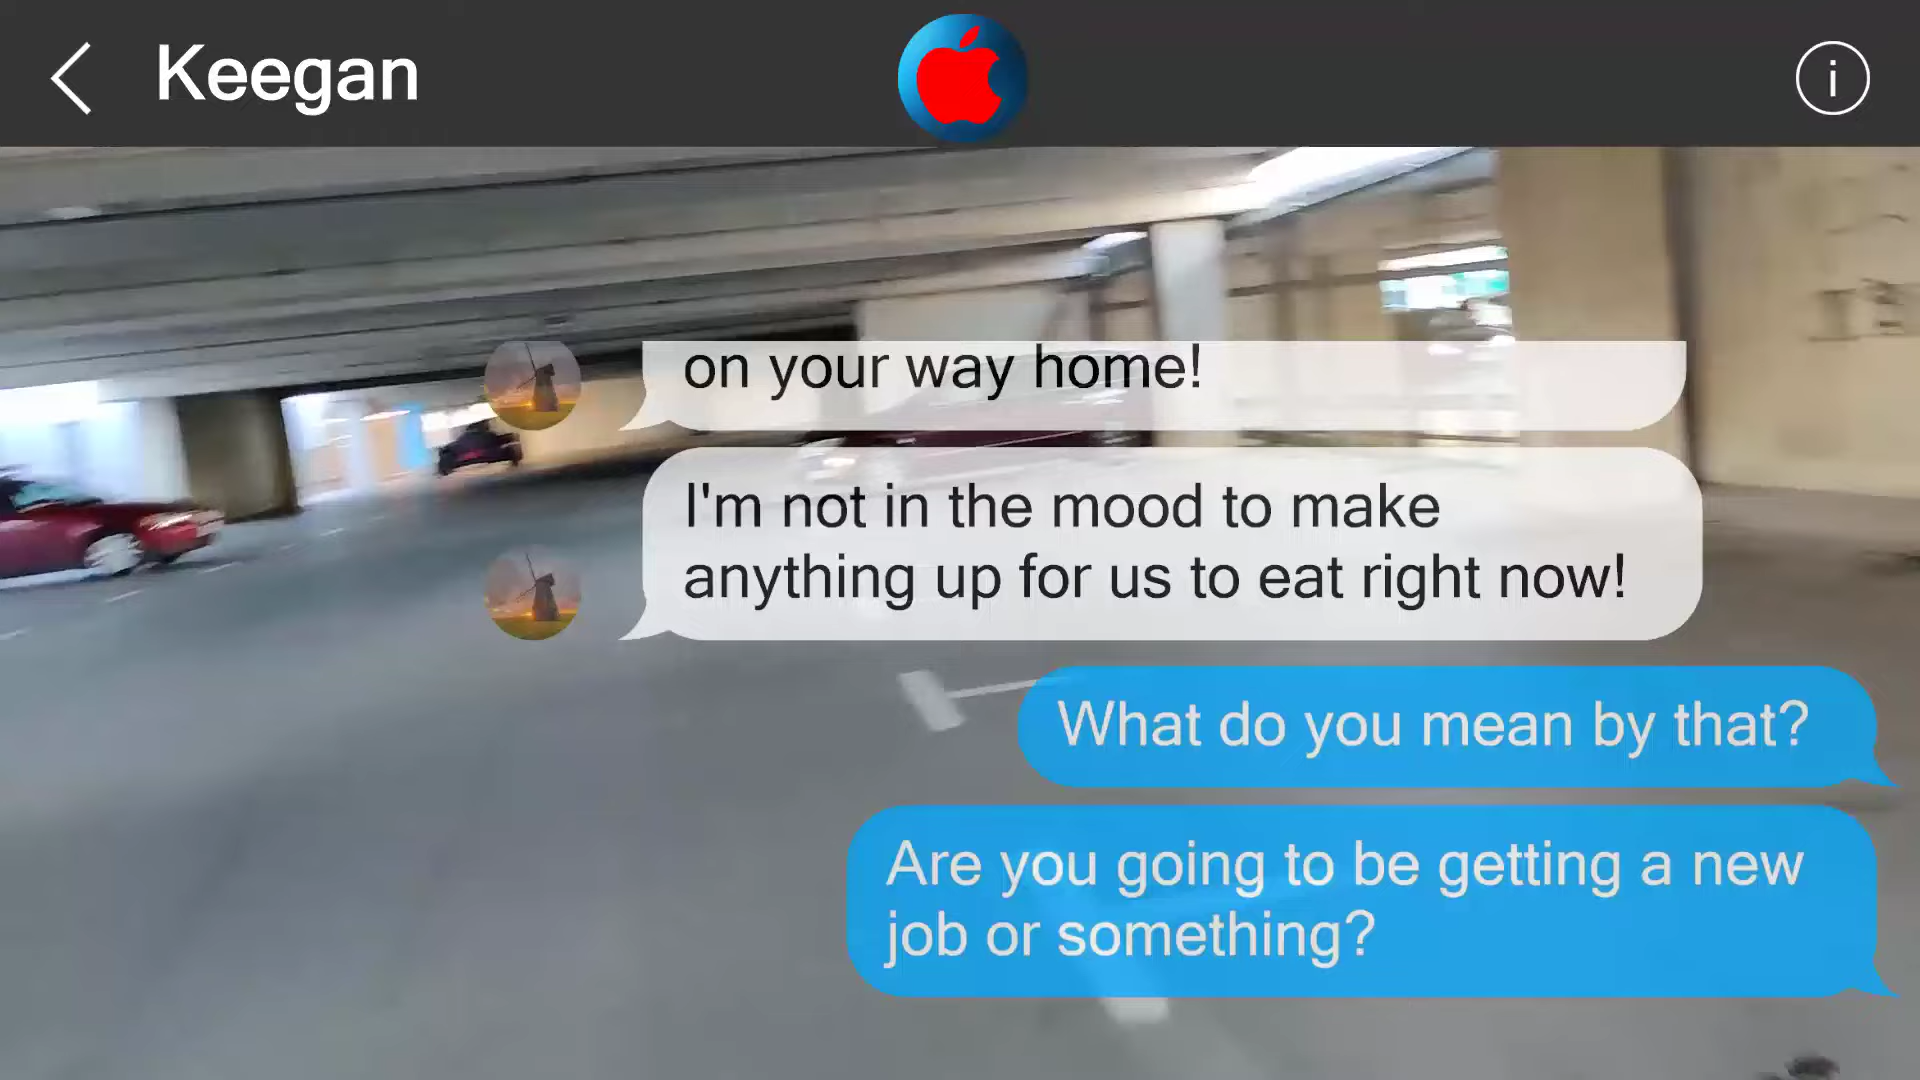 Keegan
i
on your way home!
I'm not in the mood to make
anything up for us to eat right now!
What do you mean by that?
Are you going to be getting a new
job or something?